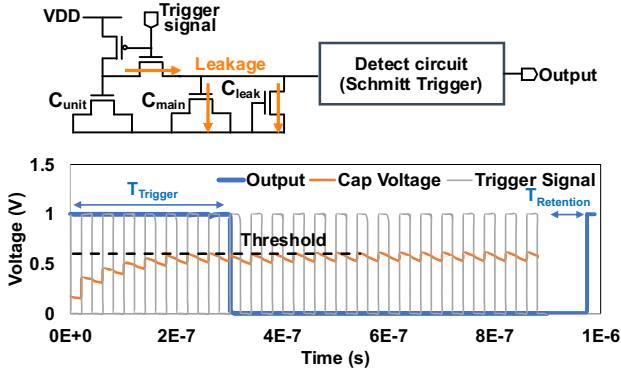 Trigger
signal
VDD
Leakage
Cunit
Cmain
Cleak
Detect circuit
(Schmitt Trigger)
Output
1.5
1
0.5
0
Voltage (V)
TTrigger
Output
Cap Voltage
Trigger Signal
TRetention
Threshold
0E+0
2E-7
4E-7
6E-7
8E-7
1E-6
Time (s)